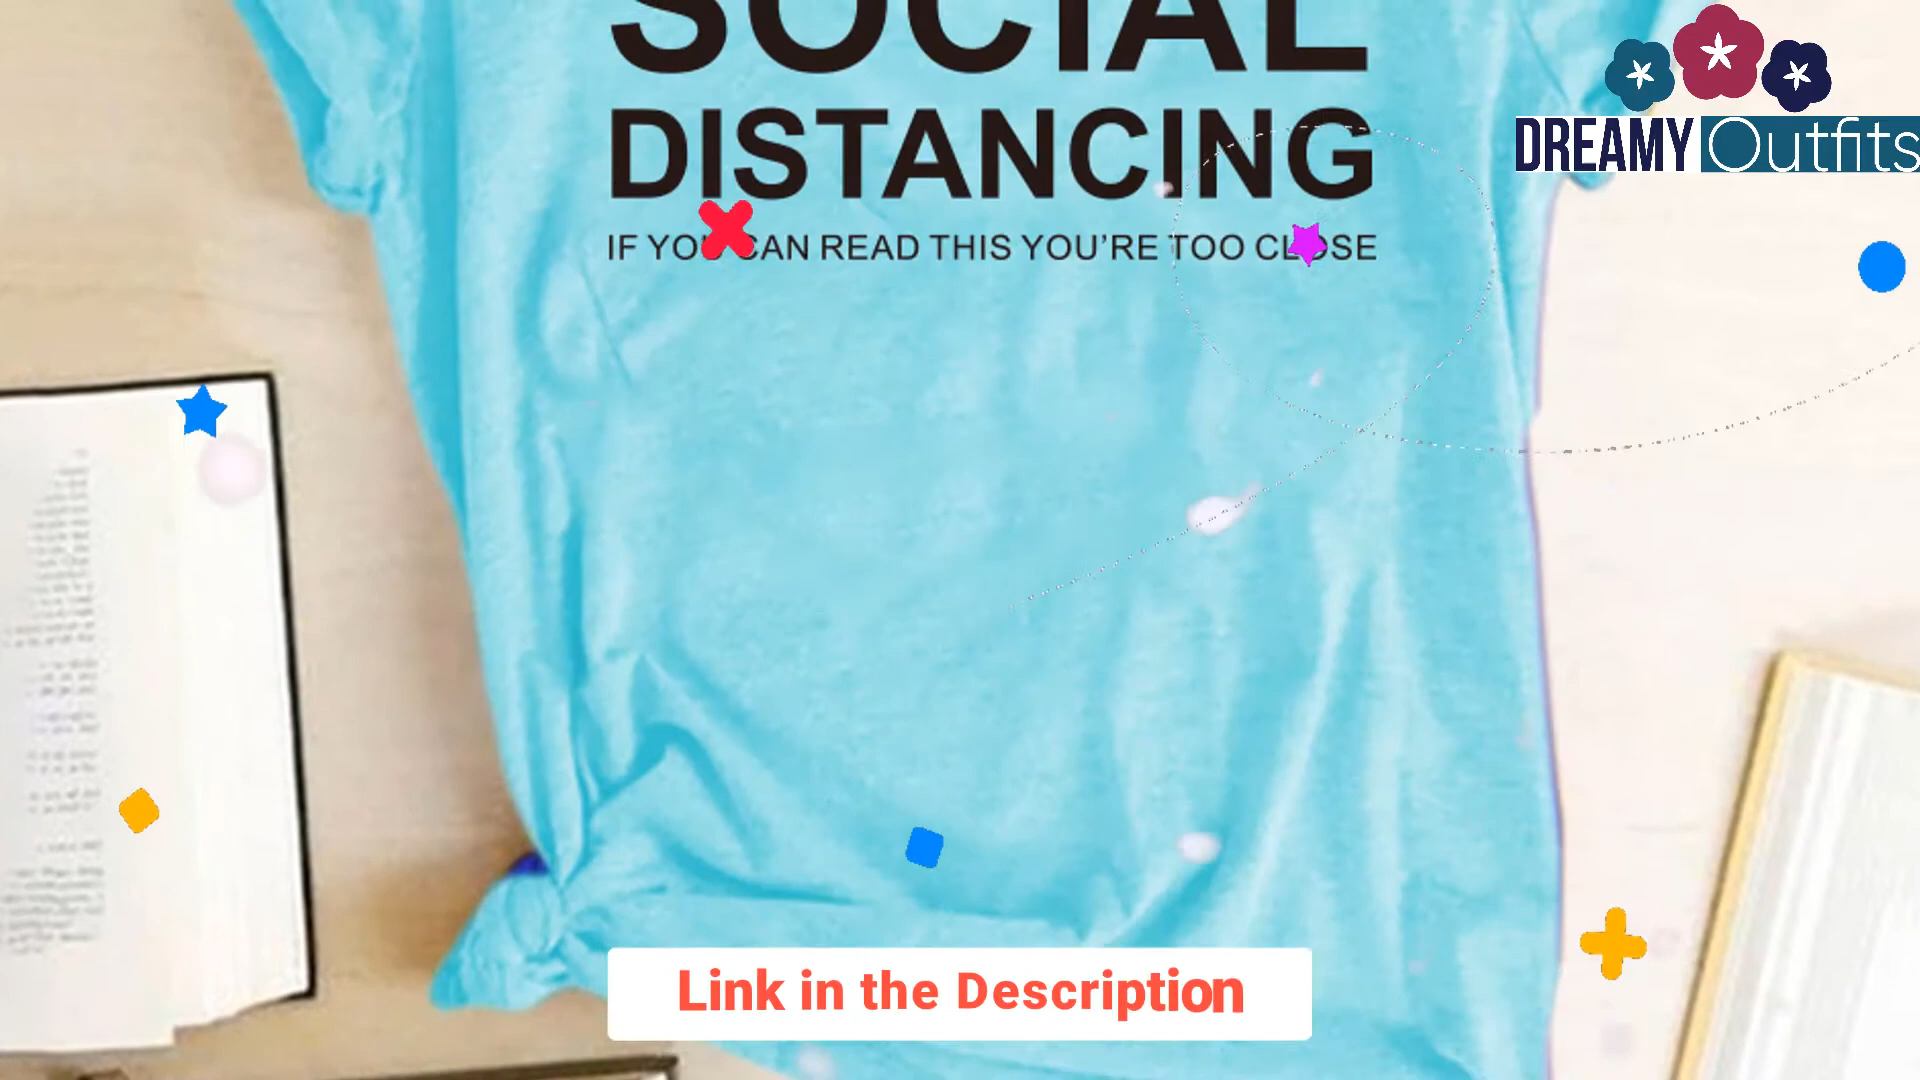 SOCIAL
DISTANCING
IF YOU CAN READ THIS YOU'RE TOO CLOSE
DREAMY Outfits
Link in the Description